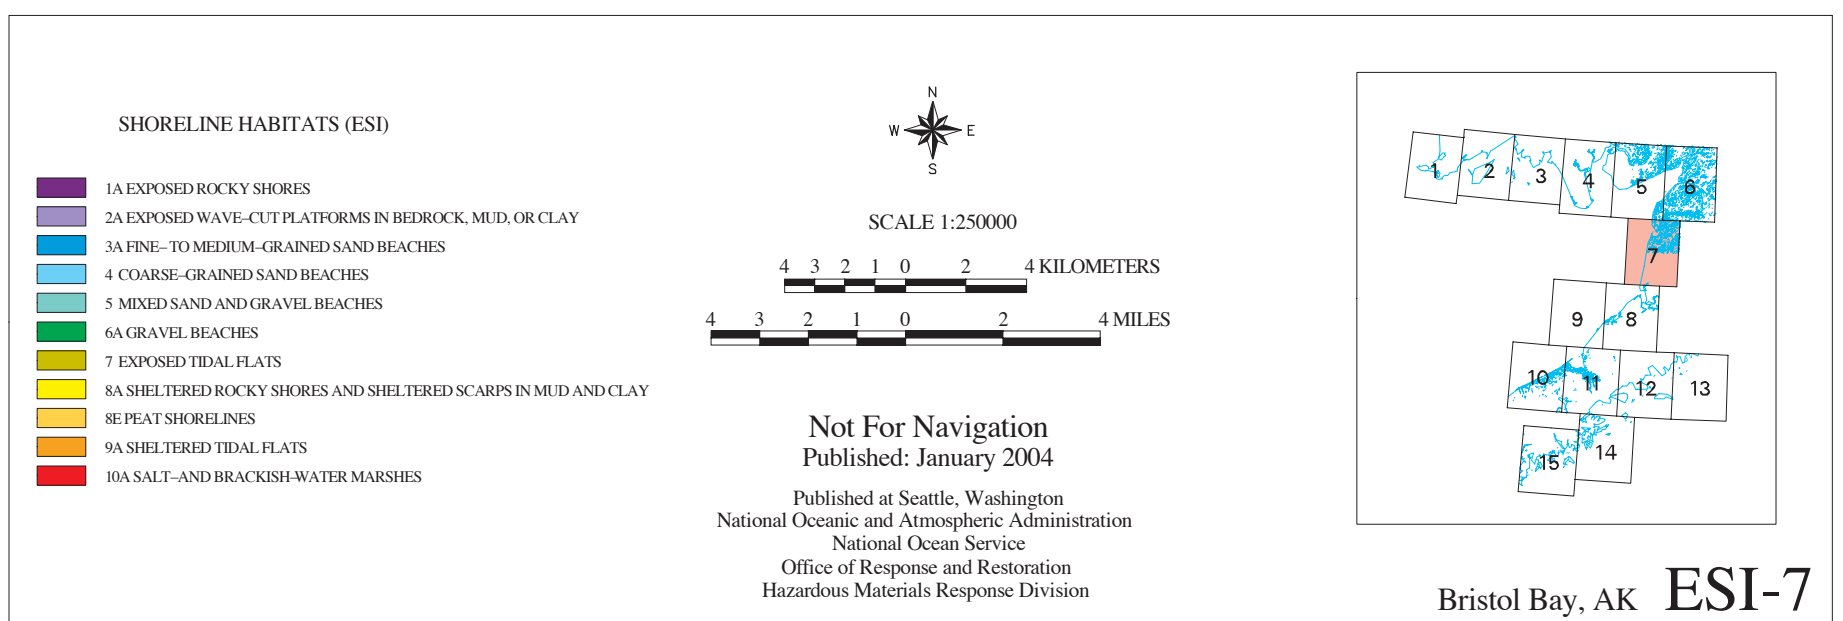 SHORELINE HABITATS (ESI)
1A EXPOSED ROCKY SHORES
2A EXPOSED WAVE–CUT PLATFORMS IN BEDROCK, MUD, OR CLAY
3A FINE– TO MEDIUM–GRAINED SAND BEACHES
4 COARSE–GRAINED SAND BEACHES
5 MIXED SAND AND GRAVEL BEACHES
6A GRAVEL BEACHES
7 EXPOSED TIDAL FLATS
8A SHELTERED ROCKY SHORES AND SHELTERED SCARPS IN MUD AND CLAY
8E PEAT SHORELINES
9A SHELTERED TIDAL FLATS
10A SALT–AND BRACKISH–WATER MARSHES
N
W E
S
SCALE 1:250000
4 3 2 1 0 2 4 KILOMETERS
4 3 2 1 0 2 4 MILES
Not For Navigation
Published: January 2004
Published at Seattle, Washington
National Oceanic and Atmospheric Administration
National Ocean Service
Office of Response and Restoration
Hazardous Materials Response Division
1 2 3 4 5 6
7
9 8
10 11 12 13
15 14
Bristol Bay, AK ESI-7